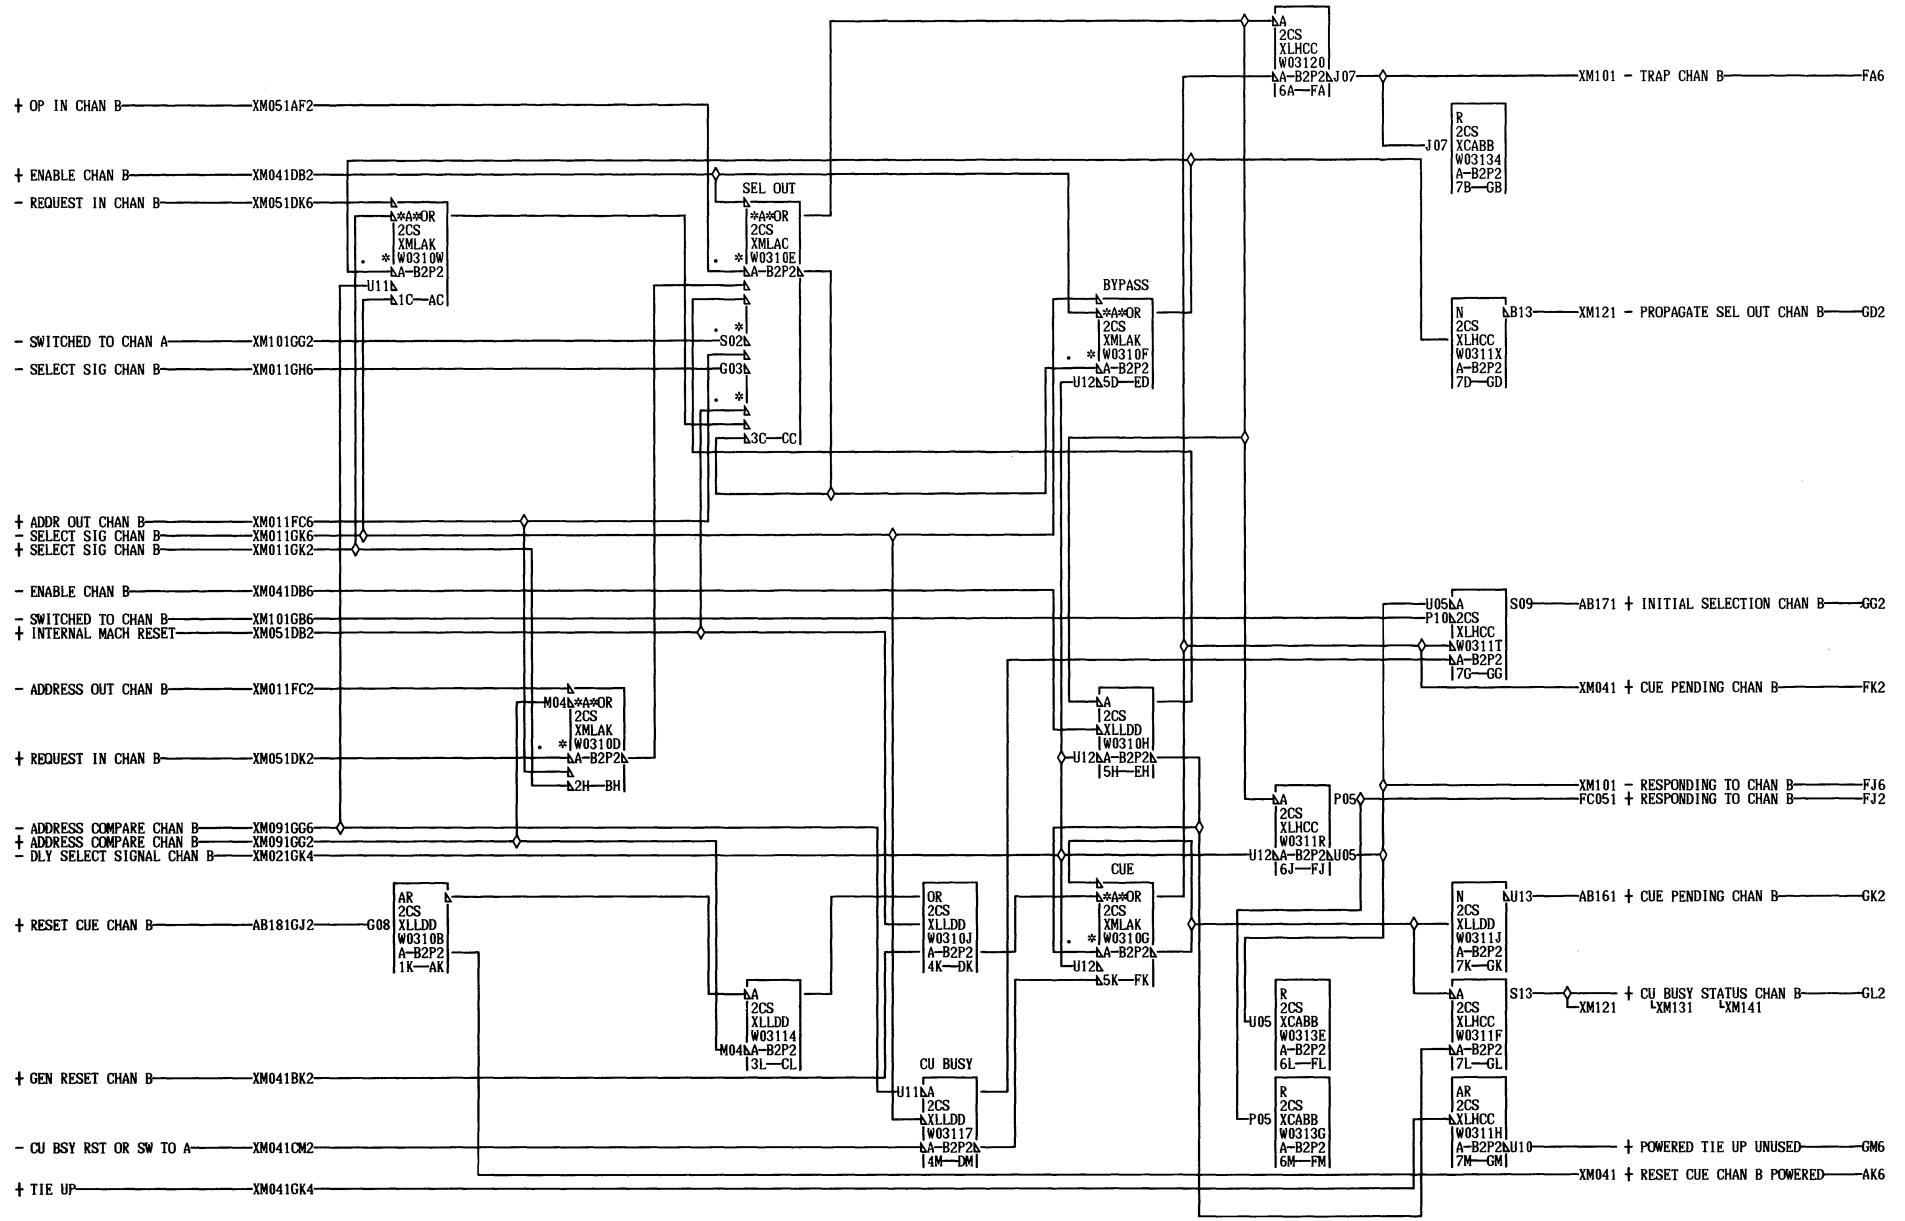 A
2CS
XLHCC
W03120
A-B2P2 J07 XM101 - TRAP CHAN B FA6
6A-FA
+ OP IN CHAN B XM051AF2
R
2CS
J07 XCABB
W03134
A-B2P2
7B-GB
+ ENABLE CHAN B XM041DB2
- REQUEST IN CHAN B XM051DK6
*A*OR
2CS
XMLAK
. * W0310W
A-B2P2
U11
1C-AC
SEL OUT
*A*OR
2CS
XMLAC
. * W0310E
A-B2P2
. *
S02
G03
. *
3C-CC
BYPASS
*A*OR
2CS
XMLAK
. * W0310F
A-B2P2
U12 5D-ED
N B13 XM121 - PROPAGATE SEL OUT CHAN B GD2
2CS
XLHCC
W0311X
A-B2P2
7D-GD
- SWITCHED TO CHAN A XM101GG2
- SELECT SIG CHAN B XM011GH6
+ ADDR OUT CHAN B XM011FC6
- SELECT SIG CHAN B XM011GK6
+ SELECT SIG CHAN B XM011GK2
- ENABLE CHAN B XM041DB6
- SWITCHED TO CHAN B XM101GB6
+ INTERNAL MACH RESET XM051DB2
U05 A S09 AB171 + INITIAL SELECTION CHAN B GG2
P10 2CS
XLHCC
W0311T
A-B2P2
7G-GG
XM041 + CUE PENDING CHAN B FK2
- ADDRESS OUT CHAN B XM011FC2
M04 *A*OR
2CS
XMLAK
. * W0310D
A-B2P2
2H-BH
+ REQUEST IN CHAN B XM051DK2
A
2CS
XLLDD
W0310H
U12 A-B2P2
5H-EH
XM101 - RESPONDING TO CHAN B FJ6
FC051 + RESPONDING TO CHAN B FJ2
A P05
2CS
XLHCC
W0311R
U12 A-B2P2 U05
6J-FJ
- ADDRESS COMPARE CHAN B XM091GG6
+ ADDRESS COMPARE CHAN B XM091GG2
- DLY SELECT SIGNAL CHAN B XM021GK4
AR
2CS
G08 XLLDD
W0310B
A-B2P2
1K-AK
+ RESET CUE CHAN B AB181GJ2
OR
2CS
XLLDD
W0310J
A-B2P2
4K-DK
CUE
*A*OR
2CS
XMLAK
. * W0310G
A-B2P2
U12
5K-FK
N U13 AB161 + CUE PENDING CHAN B GK2
2CS
XLLDD
W0311J
A-B2P2
7K-GK
A
2CS
XLLDD
W03114
M04 A-B2P2
3L-CL
R
2CS
U05 XCABB
W0313E
A-B2P2
6L-FL
A S13 + CU BUSY STATUS CHAN B GL2
2CS XM121 XM131 XM141
XLHCC
W0311F
A-B2P2
7L-GL
+ GEN RESET CHAN B XM041BK2
CU BUSY
U11 A
2CS
XLLDD
W03117
A-B2P2
4M-DM
R
2CS
P05 XCABB
W0313G
A-B2P2
6M-FM
AR
2CS
XLHCC
W0311H
A-B2P2 U10 + POWERED TIE UP UNUSED GM6
7M-GM
- CU BSY RST OR SW TO A XM041CM2
XM041 + RESET CUE CHAN B POWERED AK6
+ TIE UP XM041GK4